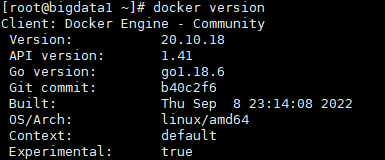 [root@bigdata1 ~]# docker version
Client: Docker Engine - Community
 Version:           20.10.18
 API version:       1.41
 Go version:        go1.18.6
 Git commit:        b40c2f6
 Built:             Thu Sep  8 23:14:08 2022
 OS/Arch:           linux/amd64
 Context:           default
 Experimental:      true